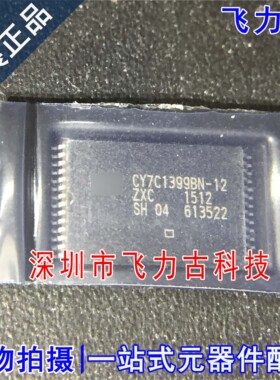 装正品
飞力
CY7C1399BN-12
ZXC 1512
SH 04 613522
深圳市飞力古科技
物拍摄
一站式元器件配